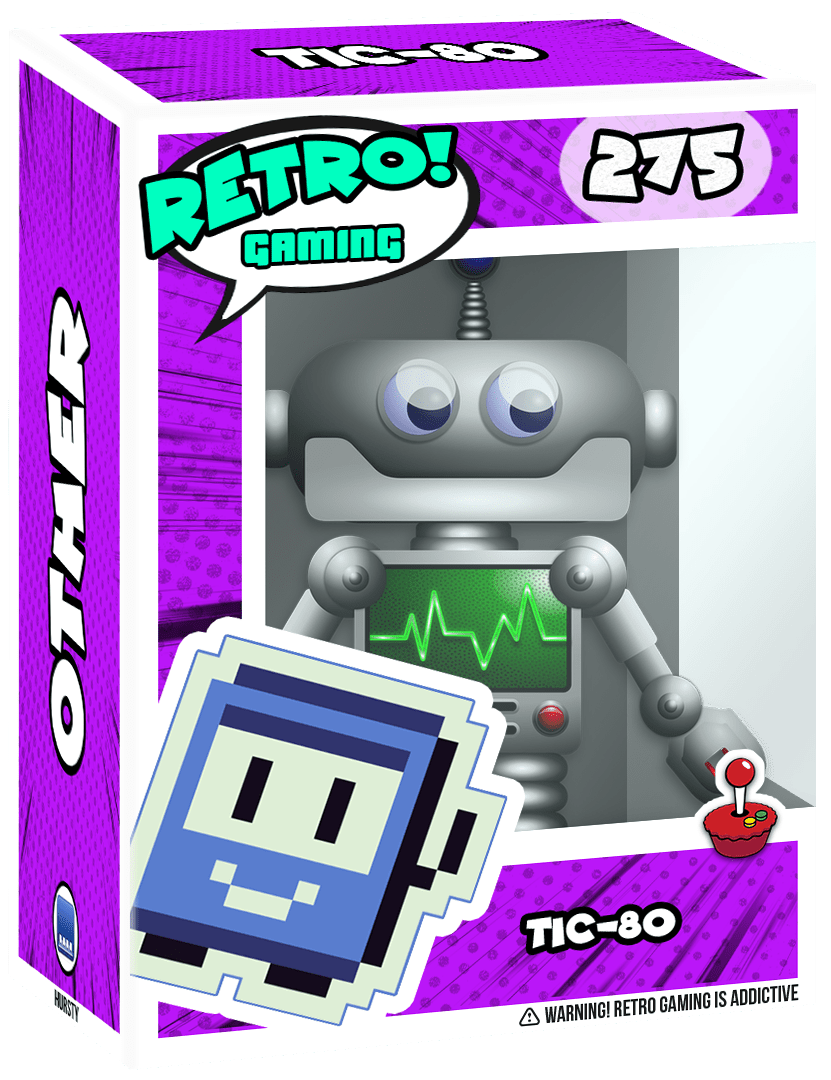 TIC-80
RETRO!
GAMING
275
OTHER
TIC-80
HURSTY
WARNING! RETRO GAMING IS ADDICTIVE